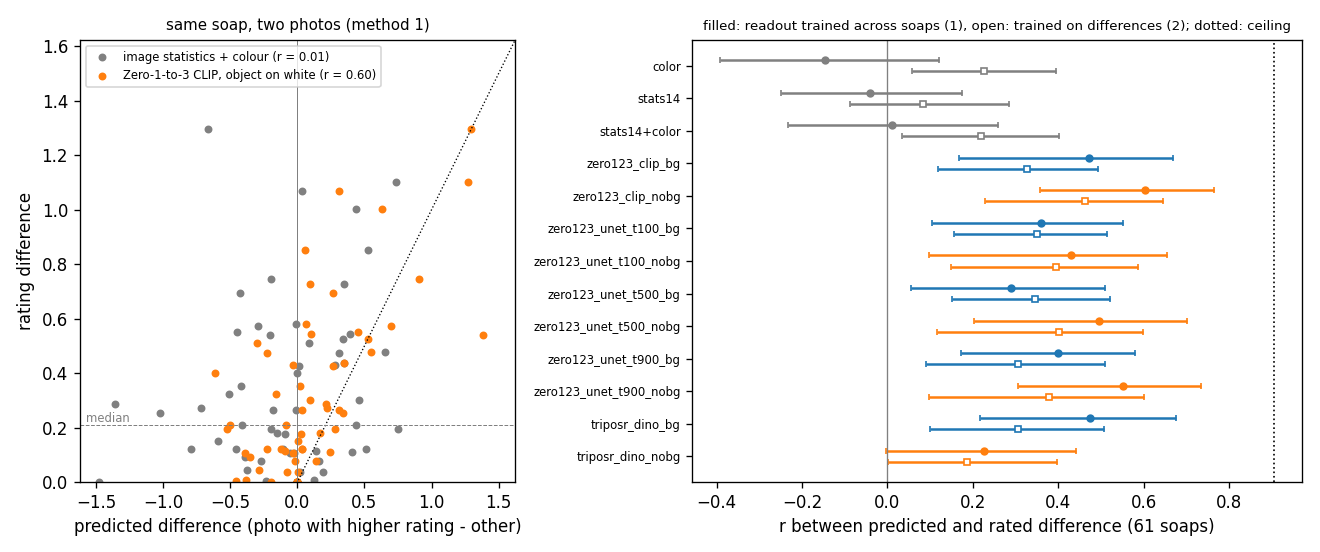 same soap, two photos (method 1)
image statistics + colour (r = 0.01)
Zero-1-to-3 CLIP, object on white (r = 0.60)
rating difference
1.6
1.4
1.2
1.0
0.8
0.6
0.4
0.2
0.0
median
−1.5 −1.0 −0.5 0.0 0.5 1.0 1.5
predicted difference (photo with higher rating - other)
filled: readout trained across soaps (1), open: trained on differences (2); dotted: ceiling
color
stats14
stats14+color
zero123_clip_bg
zero123_clip_nobg
zero123_unet_t100_bg
zero123_unet_t100_nobg
zero123_unet_t500_bg
zero123_unet_t500_nobg
zero123_unet_t900_bg
zero123_unet_t900_nobg
triposr_dino_bg
triposr_dino_nobg
−0.4 −0.2 0.0 0.2 0.4 0.6 0.8
r between predicted and rated difference (61 soaps)